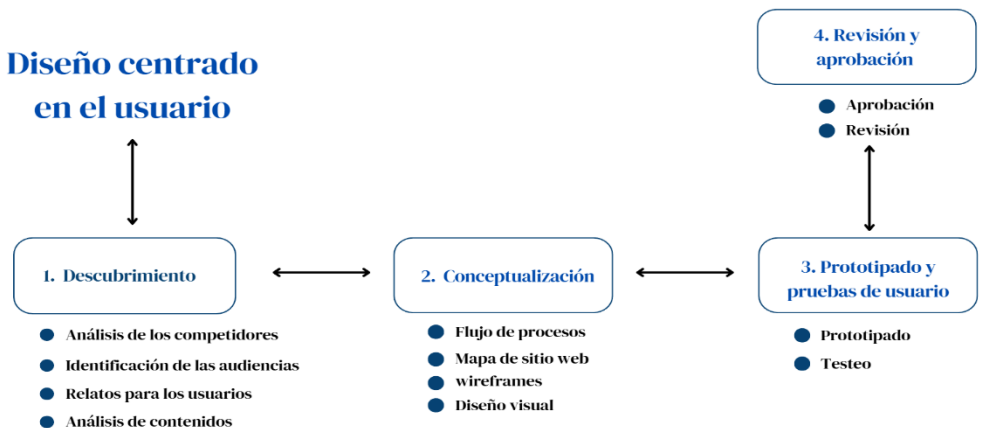 Diseño centrado
en el usuario
1. Descubrimiento
Análisis de los competidores
Identificación de las audiencias
Relatos para los usuarios
Análisis de contenidos
2. Conceptualización
Flujo de procesos
Mapa de sitio web
wireframes
Diseño visual
3. Prototipado y
pruebas de usuario
Prototipado
Testeo
4. Revisión y
aprobación
Aprobación
Revisión